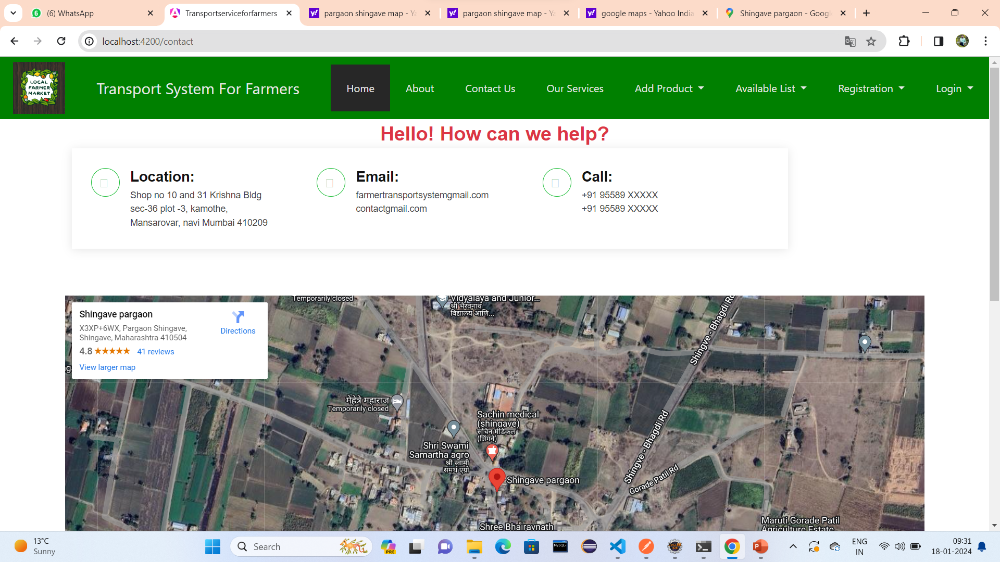 (6) WhatsApp
Transportserviceforfarmers
pargaon shingave map - Ya
pargaon shingave map - Ya
google maps - Yahoo India
Shingave pargaon - Googl
localhost:4200/contact
LOCAL
FARMER
MARKET
Transport System For Farmers
Home
About
Contact Us
Our Services
Add Product
Available List
Registration
Login
Hello! How can we help?
Location:
Shop no 10 and 31 Krishna Bldg
sec-36 plot -3, kamothe,
Mansarovar, navi Mumbai 410209
Email:
farmertransportsystemgmail.com
contactgmail.com
Call:
+91 95589 XXXXX
+91 95589 XXXXX
Shingave pargaon
X3XP+6WX, Pargaon Shingave,
Shingave, Maharashtra 410504
4.8
41 reviews
View larger map
Directions
Temporarily closed
Vidyalaya and Junior...
श्री भैरवनाथ
विद्यालय आणि...
Shingve - Bhagdi Rd
मेहेत्रे महाराज
Temporarily closed
Sachin medical
(shingave)
सचिन मेडिकल
(शिंगवे)
Shri Swami
Samartha agro
श्री स्वामी
समर्थ एग्रो
Shingave pargaon
Shingve - Bhagdi Rd
Gorade Patil Rd
Shree Bhairavnath
Maruti Gorade Patil
Agriculture Estate
13°C
Sunny
Search
PRE
MySQL
ENG
IN
09:31
18-01-2024